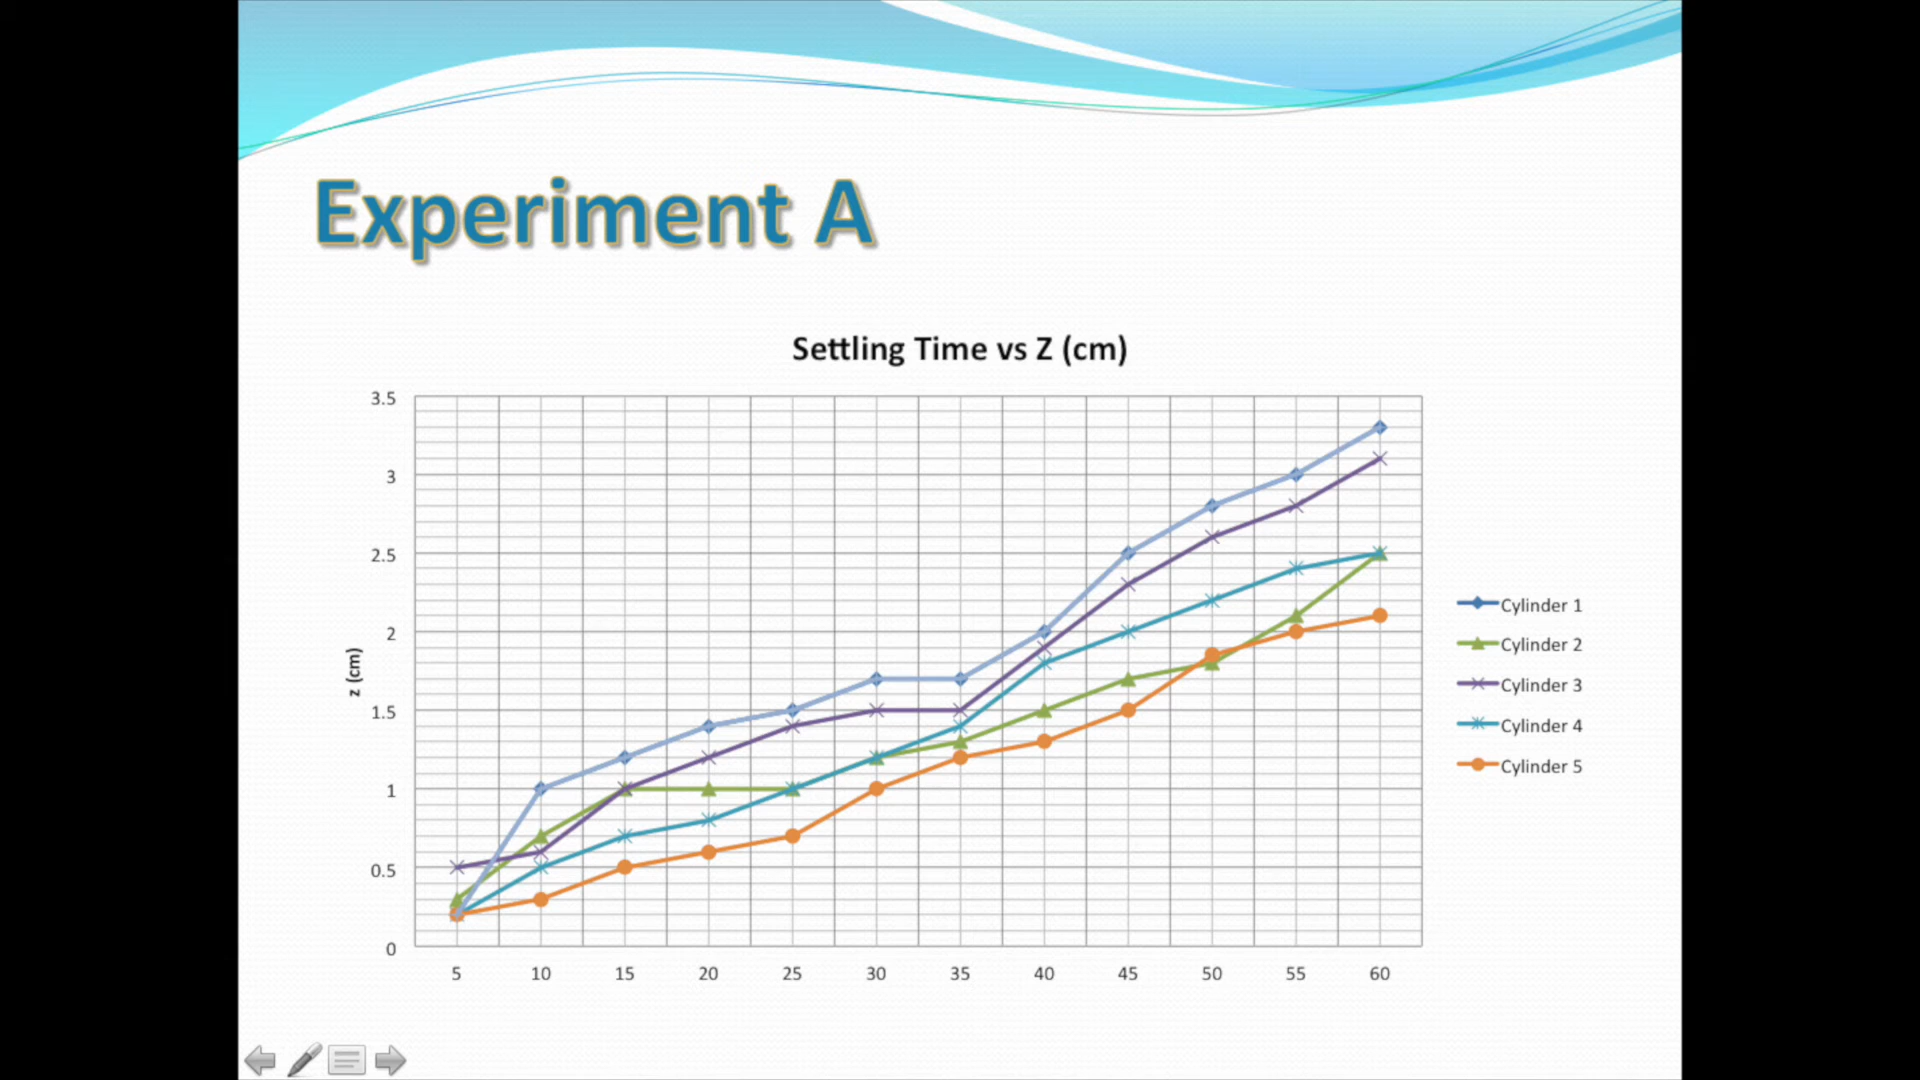 Experiment A
Settling Time vs Z (cm)
3.5
3
2.5
2
1.5
1
0.5
0
z (cm)
5 10 15 20 25 30 35 40 45 50 55 60
Cylinder 1
Cylinder 2
Cylinder 3
Cylinder 4
Cylinder 5